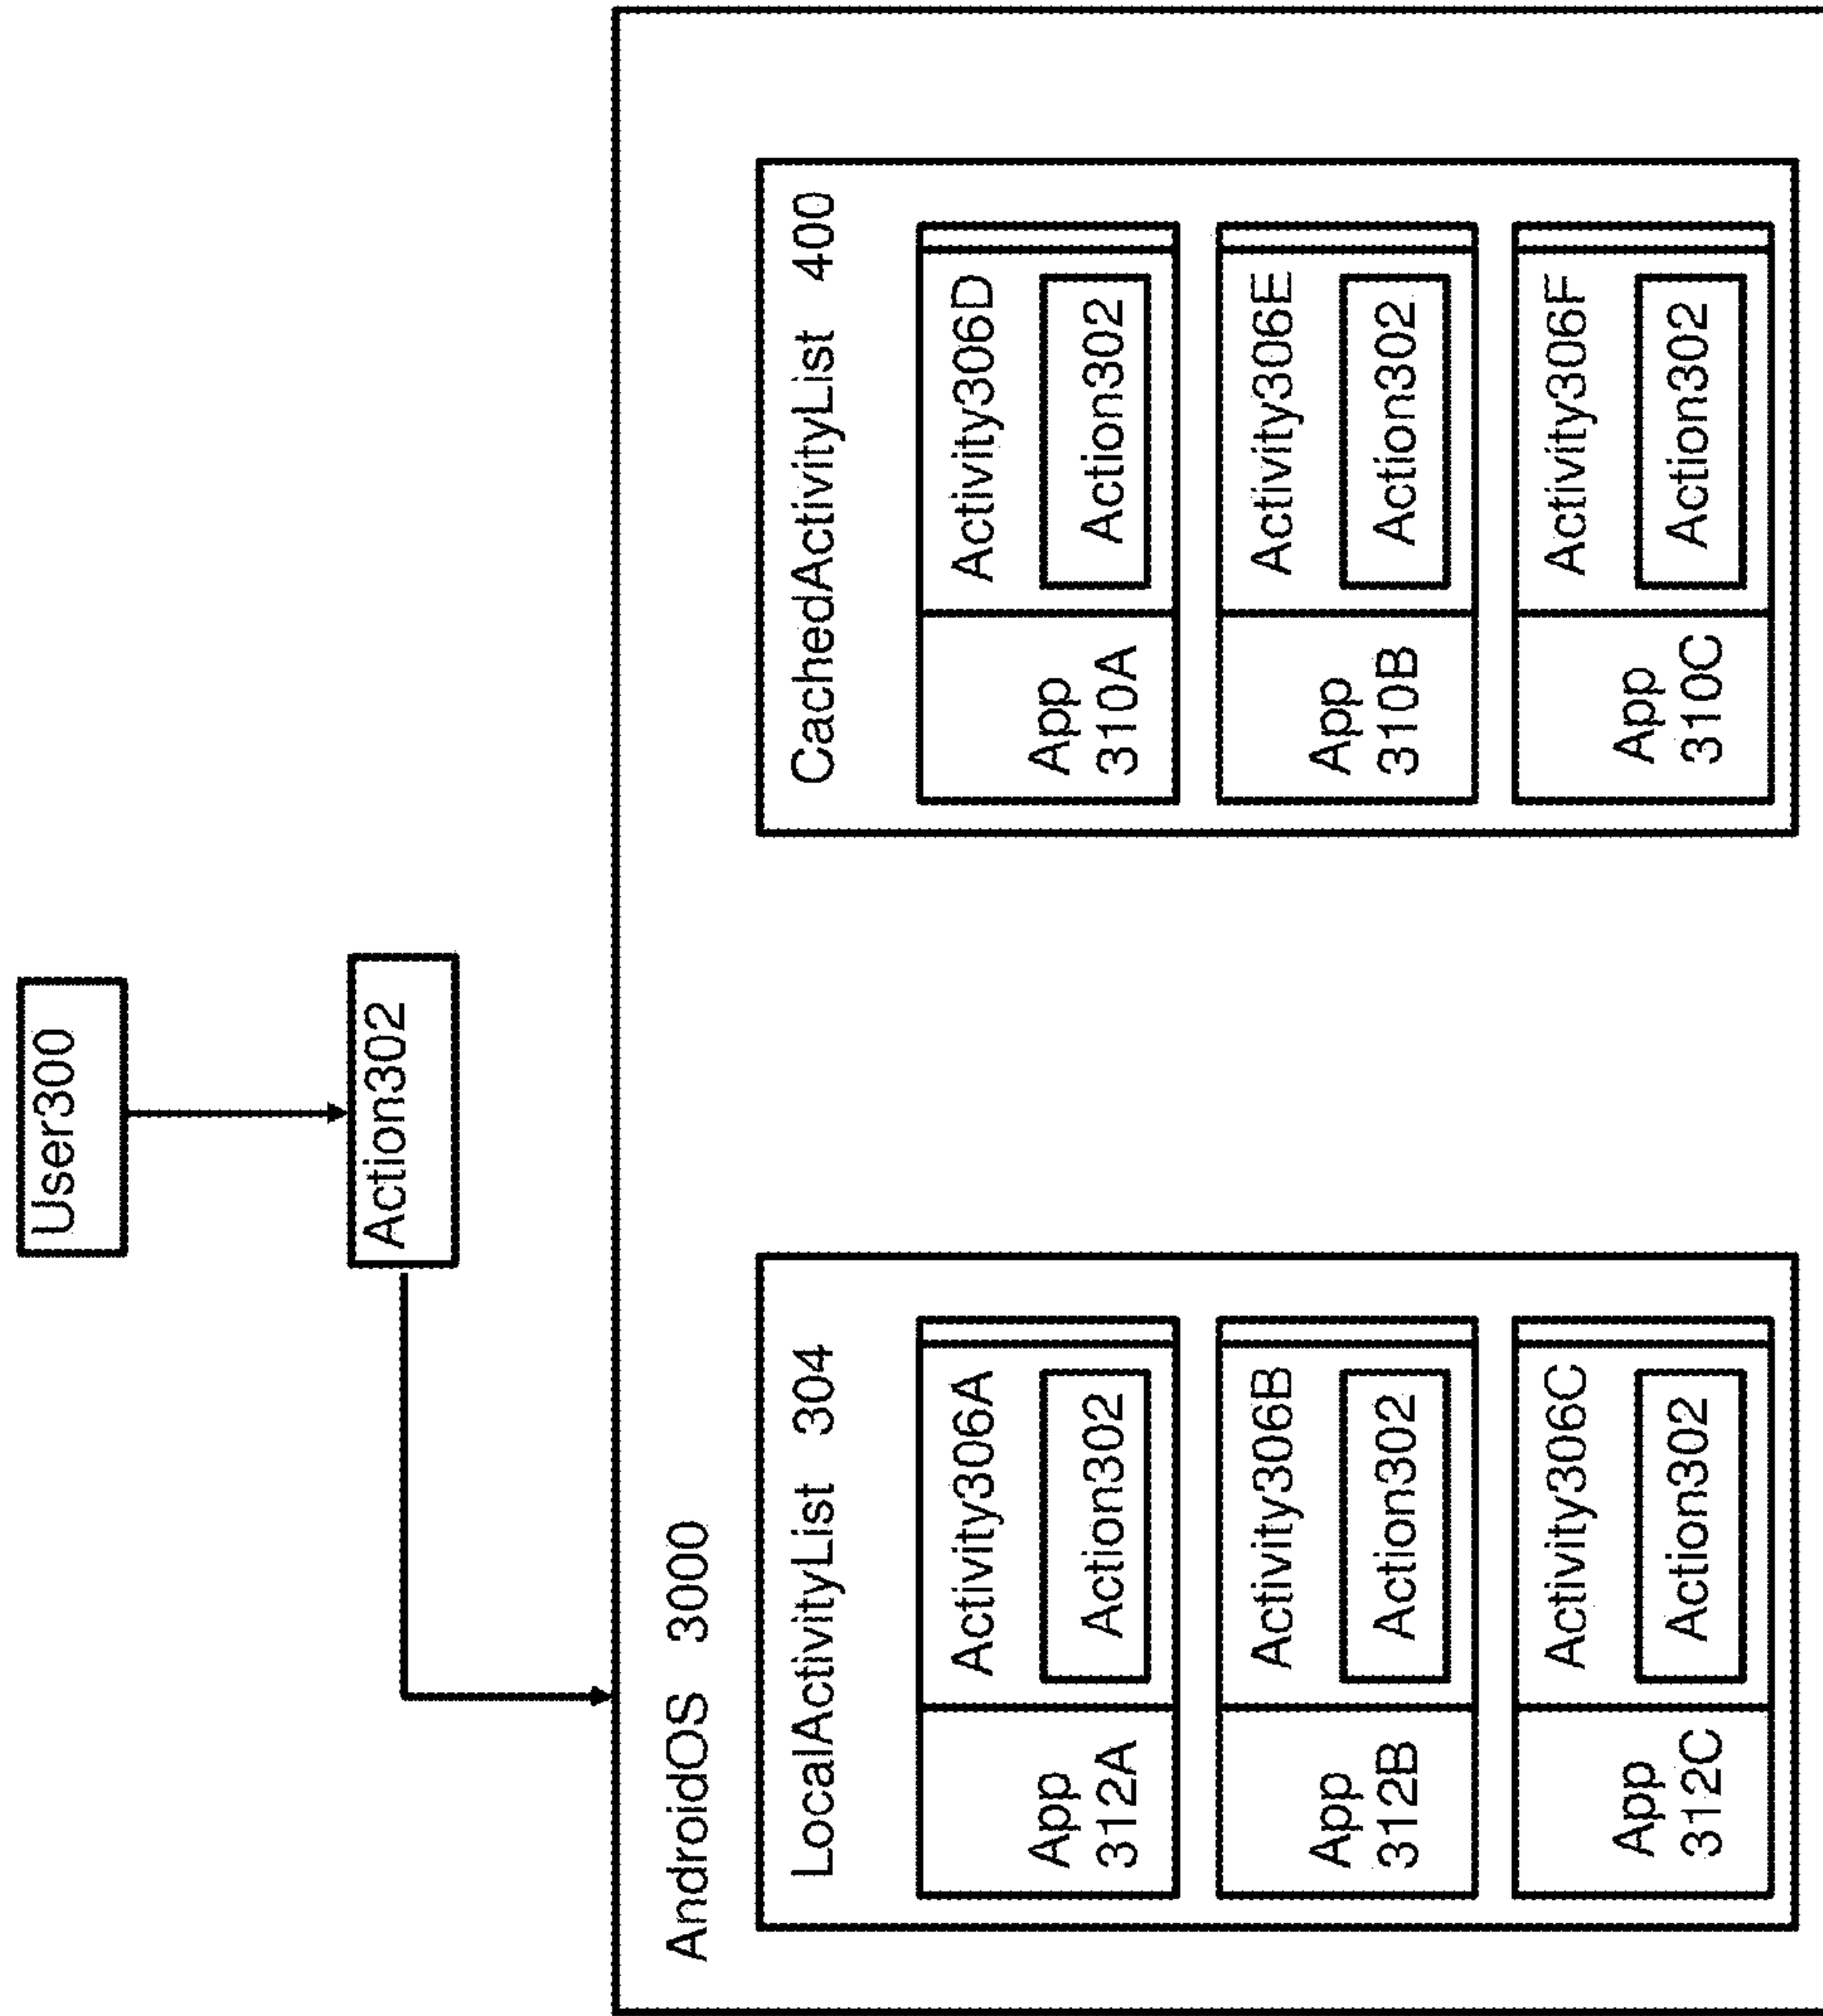 User300
Action302
AndroidOS 3000
LocalActivityList 304
App
312A
Activity306A
Action302
App
312B
Activity306B
Action302
App
312C
Activity306C
Action302
CachedActivityList 400
App
310A
Activity306D
Action302
App
310B
Activity306E
Action302
App
310C
Activity306F
Action302